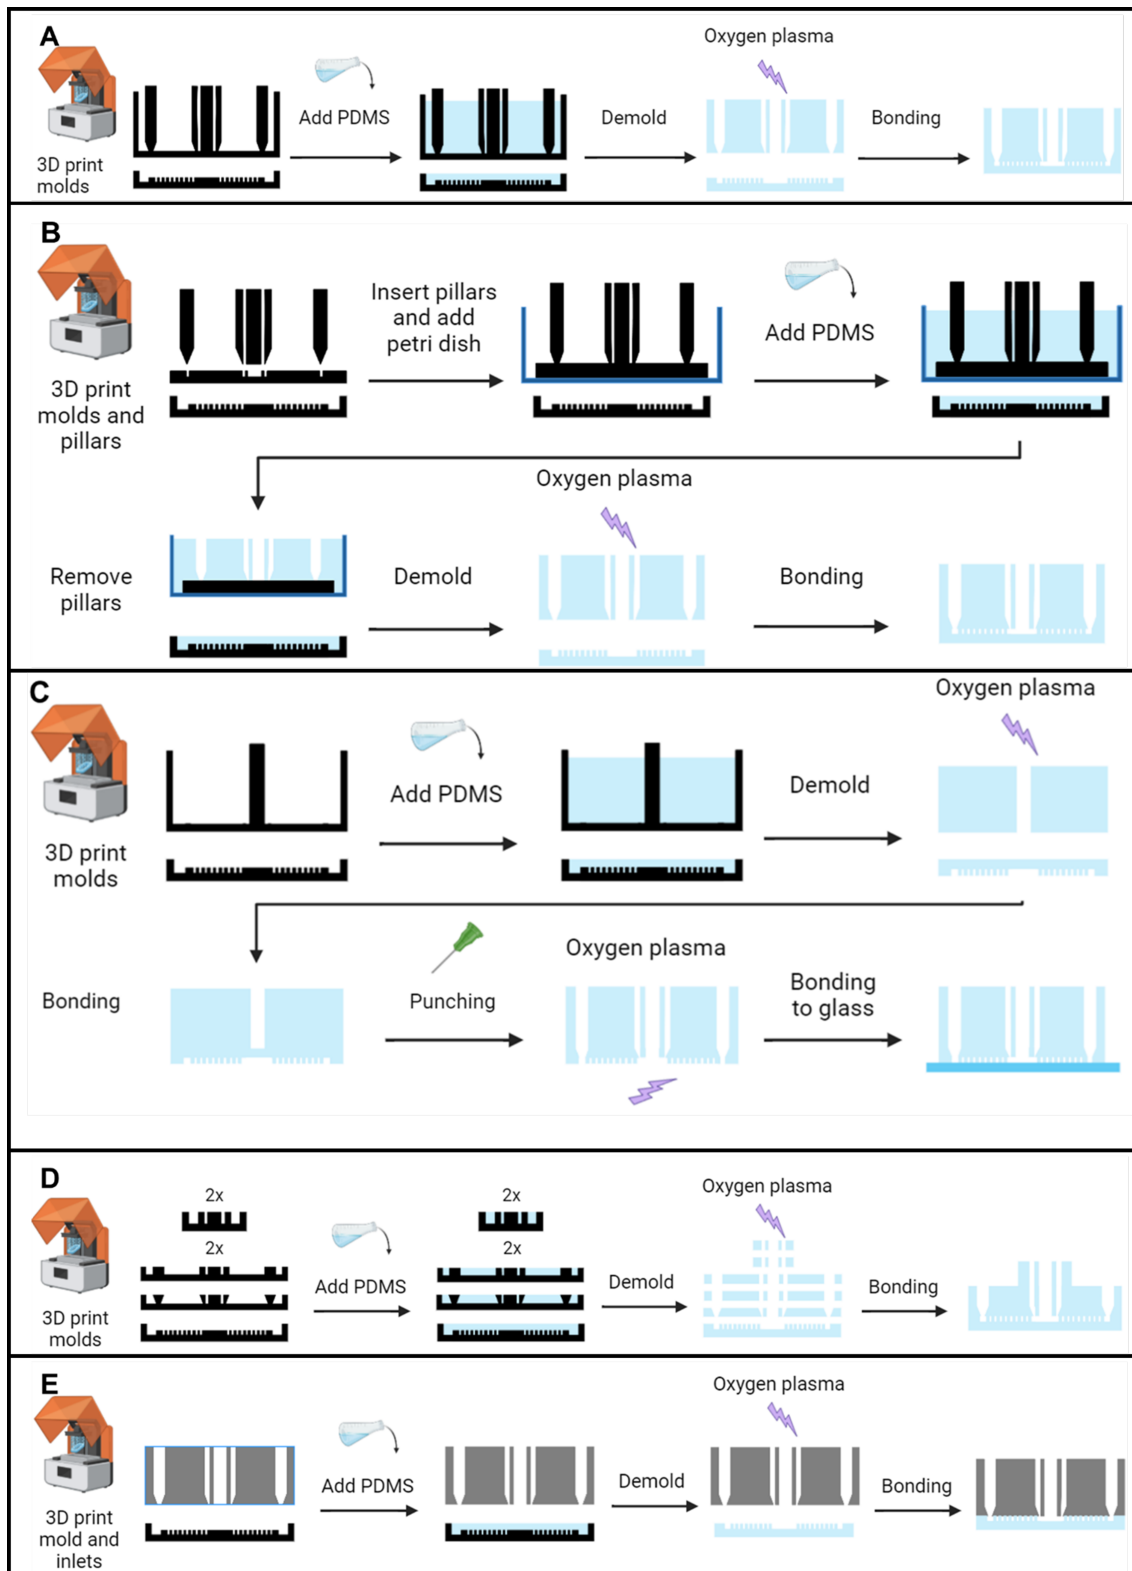 A
Oxygen plasma
Add PDMS
Demold
Bonding
3D print
molds
B
Insert pillars
and add
petri dish
Add PDMS
3D print
molds and
pillars
Oxygen plasma
Remove
pillars
Demold
Bonding
C
Oxygen plasma
Add PDMS
Demold
3D print
molds
Bonding
Punching
Oxygen plasma
Bonding
to glass
D
2x
2x
2x
2x
Oxygen plasma
Add PDMS
Demold
Bonding
3D print
molds
E
Oxygen plasma
Add PDMS
Demold
Bonding
3D print
mold and
inlets